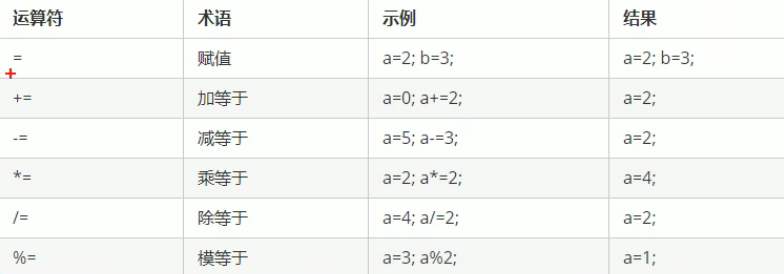 运算符 术语 示例 结果
= 赋值 a=2; b=3; a=2; b=3;
+= 加等于 a=0; a+=2; a=2;
-= 减等于 a=5; a-=3; a=2;
*= 乘等于 a=2; a*=2; a=4;
/= 除等于 a=4; a/=2; a=2;
%= 模等于 a=3; a%2; a=1;